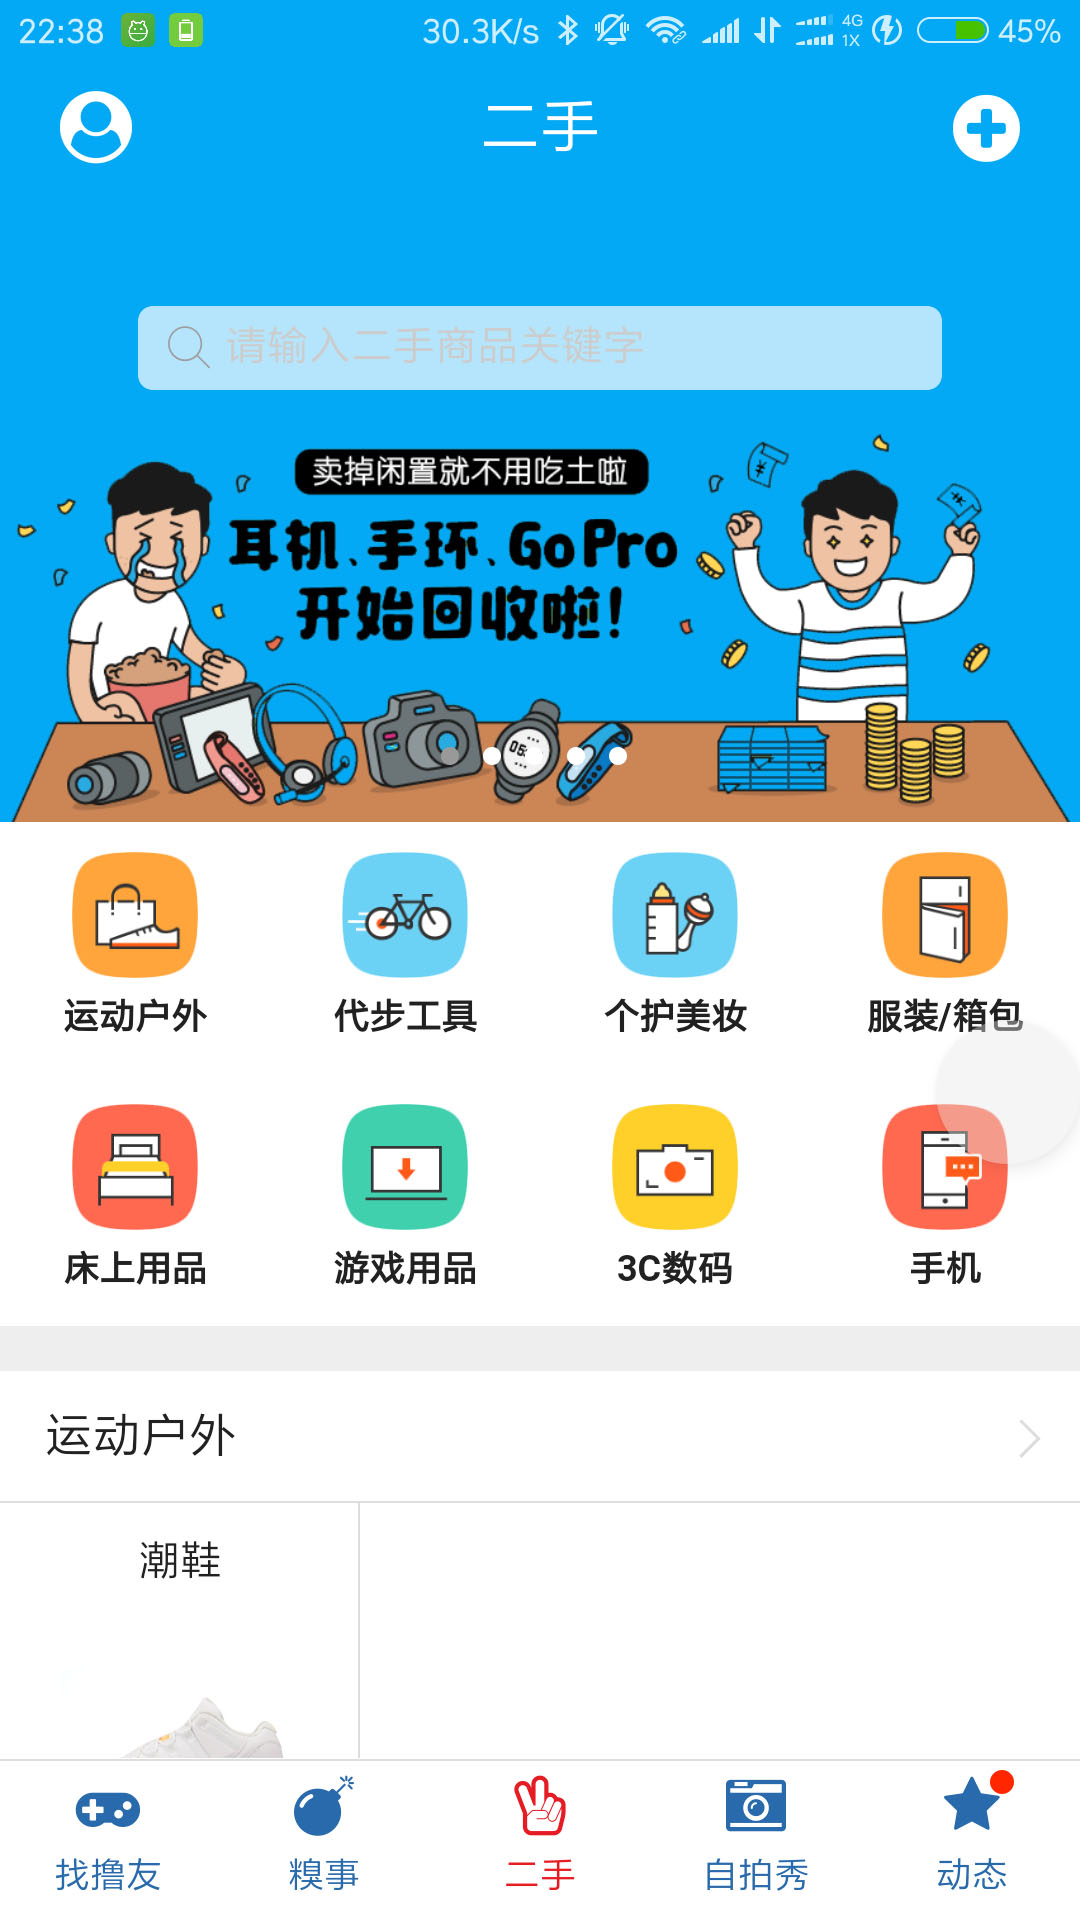 22:38 30.3K/s 4G 1X 45%
二手
请输入二手商品关键字
卖掉闲置就不用吃土啦
耳机、手环、GoPro
开始回收啦!
¥
05:
运动户外 代步工具 个护美妆 服装/箱包
床上用品 游戏用品 3C数码 手机
运动户外
潮鞋
找撸友 糗事 二手 自拍秀 动态